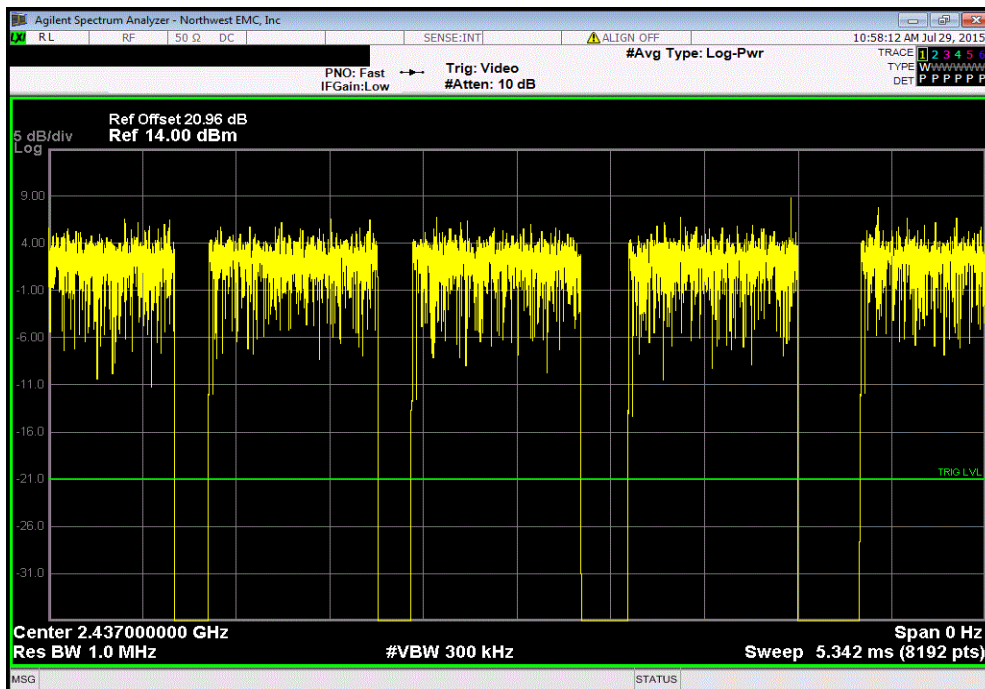 Agilent Spectrum Analyzer - Northwest EMC, Inc
LXI RL RF 50 Ω DC SENSE:INT ALIGN OFF 10:58:12 AM Jul 29, 2015
#Avg Type: Log-Pwr
TRACE 1 2 3 4 5 6
TYPE WWWWWW
DET P P P P P P
PNO: Fast
IFGain:Low
Trig: Video
#Atten: 10 dB
Ref Offset 20.96 dB
5 dB/div Ref 14.00 dBm
Log
9.00
4.00
-1.00
-6.00
-11.0
-16.0
-21.0
TRIG LVL
-26.0
-31.0
Center 2.437000000 GHz Span 0 Hz
Res BW 1.0 MHz #VBW 300 kHz Sweep 5.342 ms (8192 pts)
MSG STATUS